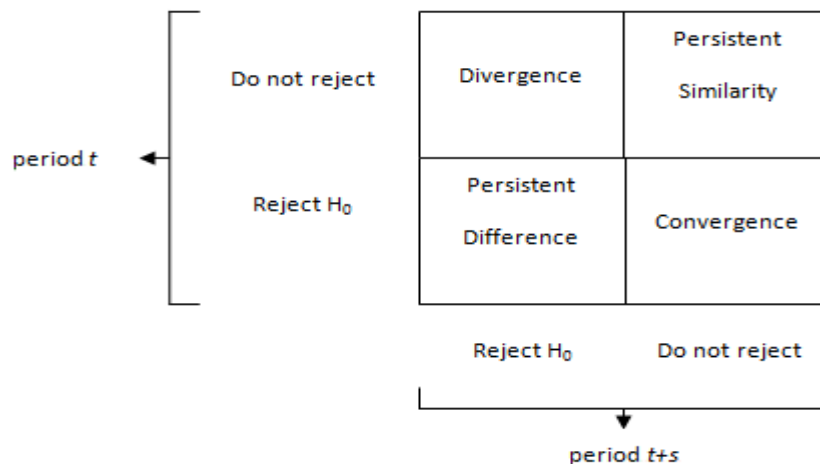 Persistent
Similarity
Do not reject
Divergence
period t
Persistent
Difference
Reject H₀
Convergence
Reject H₀
Do not reject
period t+s